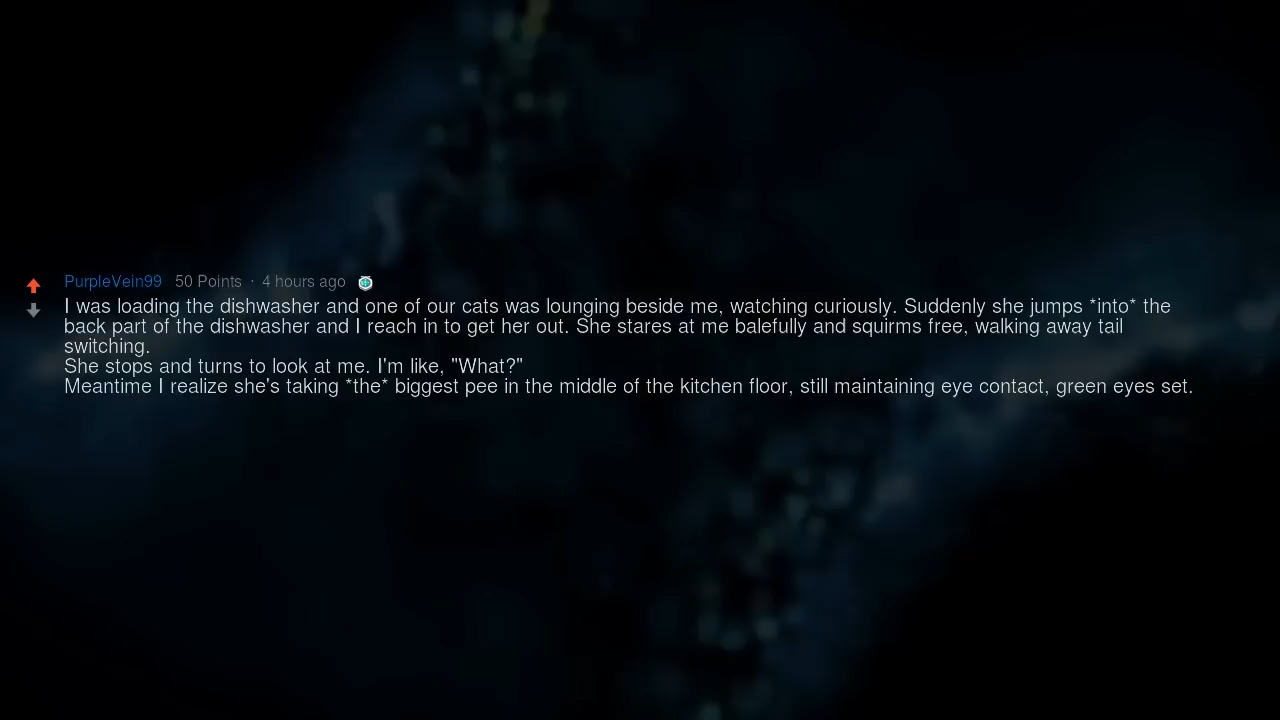 PurpleVein99 50 Points · 4 hours ago
I was loading the dishwasher and one of our cats was lounging beside me, watching curiously. Suddenly she jumps *into* the
back part of the dishwasher and I reach in to get her out. She stares at me balefully and squirms free, walking away tail
switching.
She stops and turns to look at me. I'm like, "What?"
Meantime I realize she's taking *the* biggest pee in the middle of the kitchen floor, still maintaining eye contact, green eyes set.